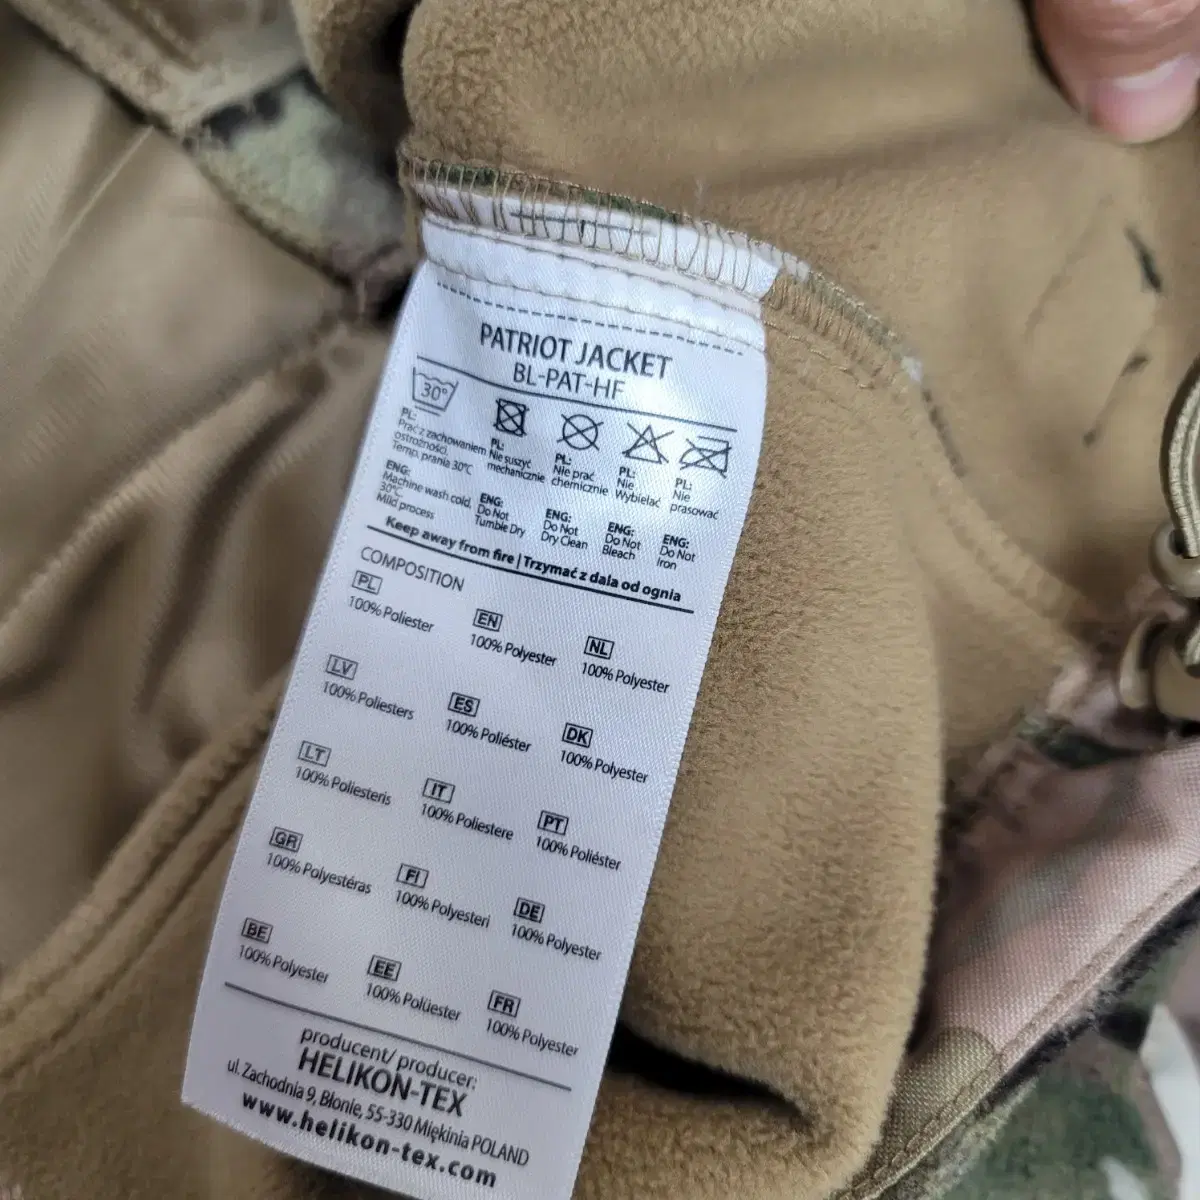 PATRIOT JACKET
BL-PAT-HF
30°
PL:
Prać z zachowaniem
ostrożności.
Temp. prania 30°C
ENG:
Machine wash cold,
30°C
Mild process
PL:
Nie suszyć
mechanicznie
ENG:
Do Not
Tumble Dry
PL:
Nie prać
chemicznie
ENG:
Do Not
Dry Clean
PL:
Nie
Wybielać
ENG:
Do Not
Bleach
PL:
Nie
prasować
ENG:
Do Not
Iron
Keep away from fire | Trzymać z dala od ognia
COMPOSITION
PL
100% Poliester
EN
100% Polyester
NL
100% Polyester
LV
100% Poliesters
ES
100% Poliéster
DK
100% Polyester
LT
100% Poliesteris
IT
100% Poliestere
PT
100% Poliéster
GR
100% Polyestéras
FI
100% Polyesteri
DE
100% Polyester
BE
100% Polyester
EE
100% Polüester
FR
100% Polyester
producent/ producer:
HELIKON-TEX
ul. Zachodnia 9, Błonie, 55-330 Miękinia POLAND
www.helikon-tex.com